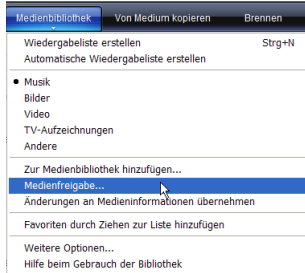 Medienbibliothek Von Medium kopieren Brennen
Wiedergabeliste erstellen Strg+N
Automatische Wiedergabeliste erstellen
Musik
Bilder
Video
TV-Aufzeichnungen
Andere
Zur Medienbibliothek hinzufügen...
Medienfreigabe...
Änderungen an Medieninformationen übernehmen
Favoriten durch Ziehen zur Liste hinzufügen
Weitere Optionen...
Hilfe beim Gebrauch der Bibliothek